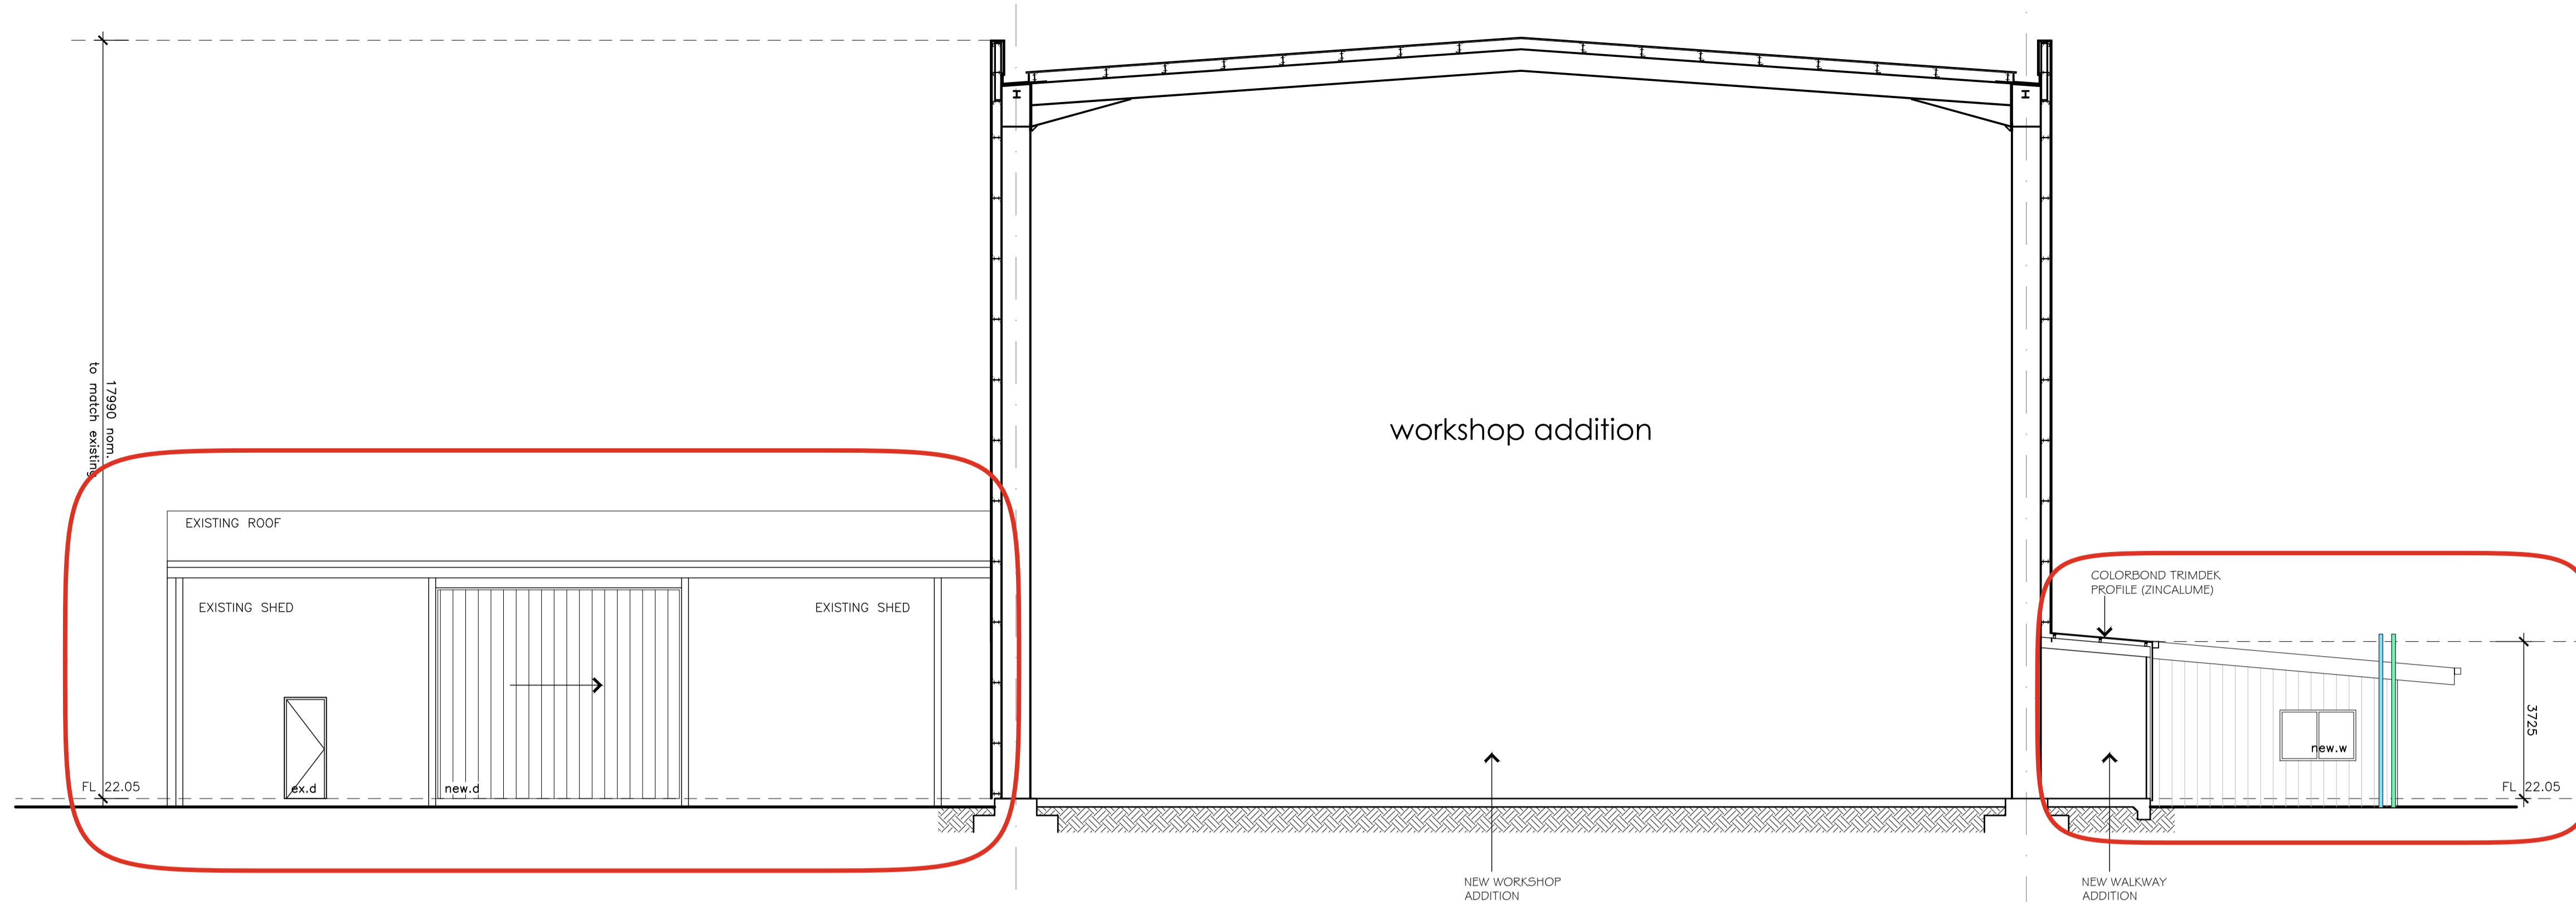 17990 nom.
to match existing
EXISTING ROOF
EXISTING SHED
EXISTING SHED
ex.d
new.d
FL 22.05
workshop addition
COLORBOND TRIMDEK
PROFILE (ZINCALUME)
new.w
3725
FL 22.05
NEW WORKSHOP
ADDITION
NEW WALKWAY
ADDITION